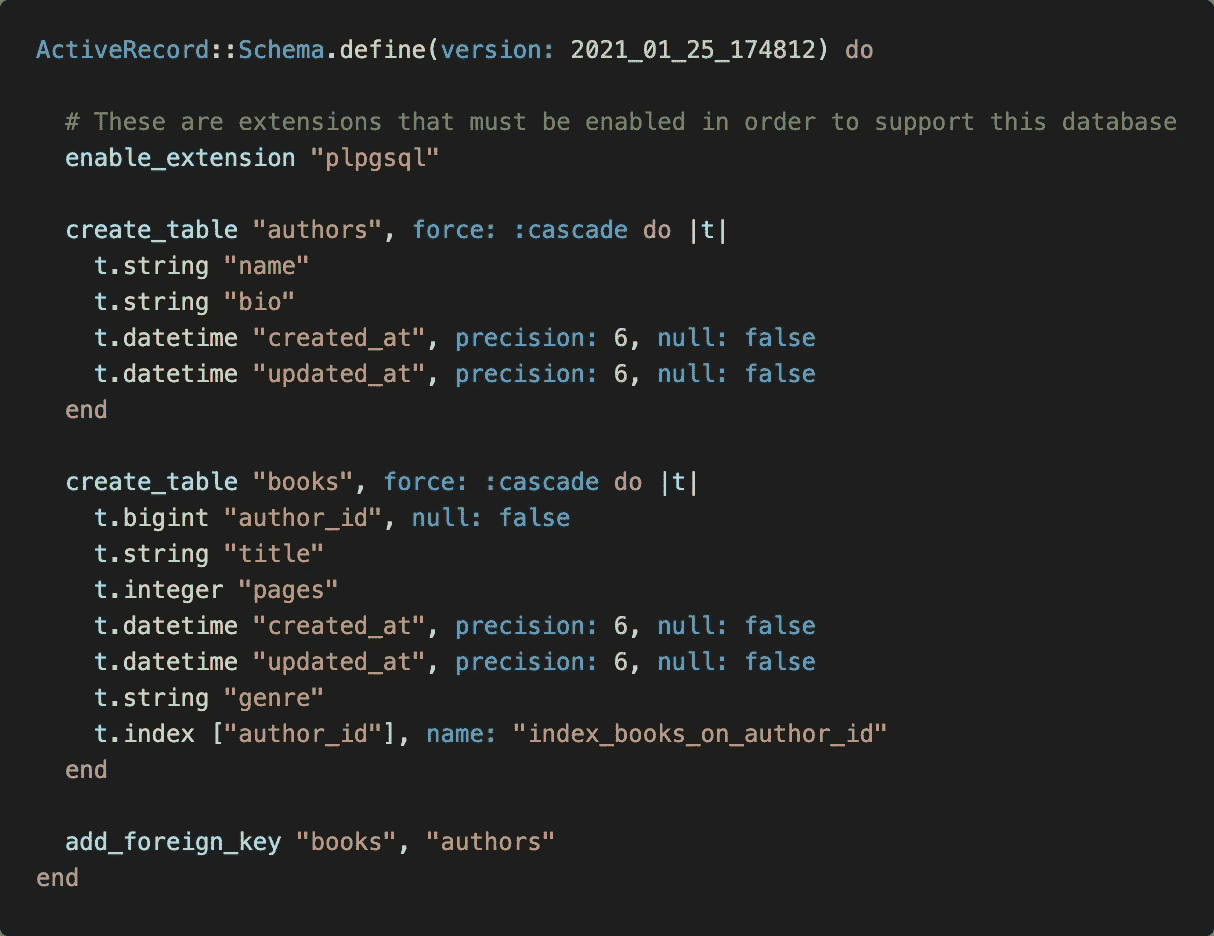 ActiveRecord::Schema.define(version: 2021_01_25_174812) do
# These are extensions that must be enabled in order to support this database
enable_extension "plpgsql"
create_table "authors", force: :cascade do |t|
t.string "name"
t.string "bio"
t.datetime "created_at", precision: 6, null: false
t.datetime "updated_at", precision: 6, null: false
end
create_table "books", force: :cascade do |t|
t.bigint "author_id", null: false
t.string "title"
t.integer "pages"
t.datetime "created_at", precision: 6, null: false
t.datetime "updated_at", precision: 6, null: false
t.string "genre"
t.index ["author_id"], name: "index_books_on_author_id"
end
add_foreign_key "books", "authors"
end